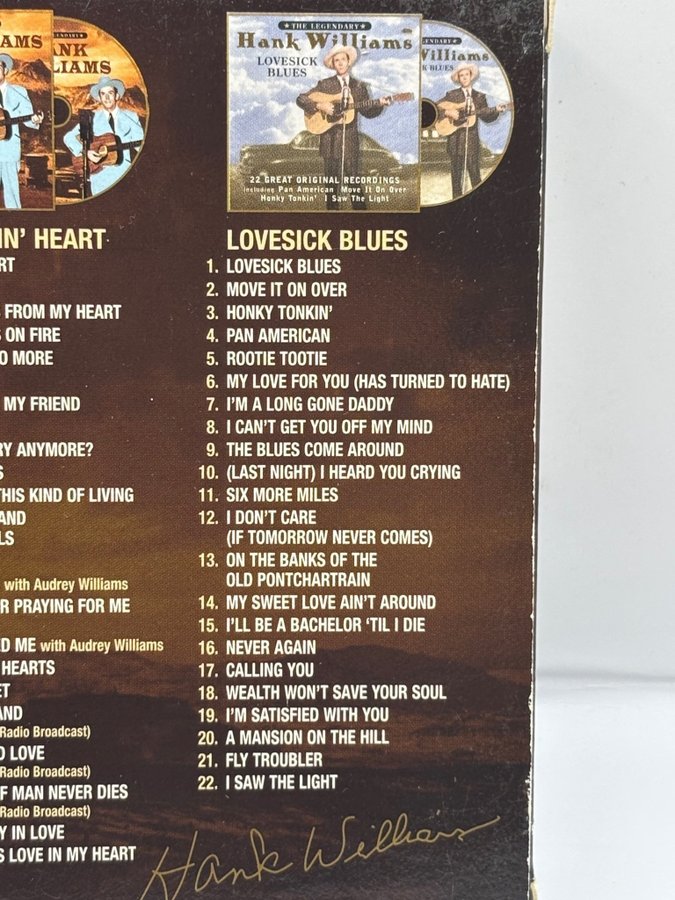 AMS
HANK
LLIAMS
★ THE LEGENDARY ★
Hank Williams
LOVESICK
BLUES
22 GREAT ORIGINAL RECORDINGS
including Pan American Move It On Over
Honky Tonkin' I Saw The Light
Williams
BLUES
IN' HEART
RT
S FROM MY HEART
S ON FIRE
O MORE
MY FRIEND
RY ANYMORE?
S
THIS KIND OF LIVING
AND
LS
with Audrey Williams
R PRAYING FOR ME
ED ME with Audrey Williams
HEARTS
ET
AND
Radio Broadcast)
O LOVE
Radio Broadcast)
F MAN NEVER DIES
Radio Broadcast)
Y IN LOVE
S LOVE IN MY HEART
LOVESICK BLUES
1. LOVESICK BLUES
2. MOVE IT ON OVER
3. HONKY TONKIN'
4. PAN AMERICAN
5. ROOTIE TOOTIE
6. MY LOVE FOR YOU (HAS TURNED TO HATE)
7. I'M A LONG GONE DADDY
8. I CAN'T GET YOU OFF MY MIND
9. THE BLUES COME AROUND
10. (LAST NIGHT) I HEARD YOU CRYING
11. SIX MORE MILES
12. I DON'T CARE
(IF TOMORROW NEVER COMES)
13. ON THE BANKS OF THE
OLD PONTCHARTRAIN
14. MY SWEET LOVE AIN'T AROUND
15. I'LL BE A BACHELOR 'TIL I DIE
16. NEVER AGAIN
17. CALLING YOU
18. WEALTH WON'T SAVE YOUR SOUL
19. I'M SATISFIED WITH YOU
20. A MANSION ON THE HILL
21. FLY TROUBLER
22. I SAW THE LIGHT
Hank Williams